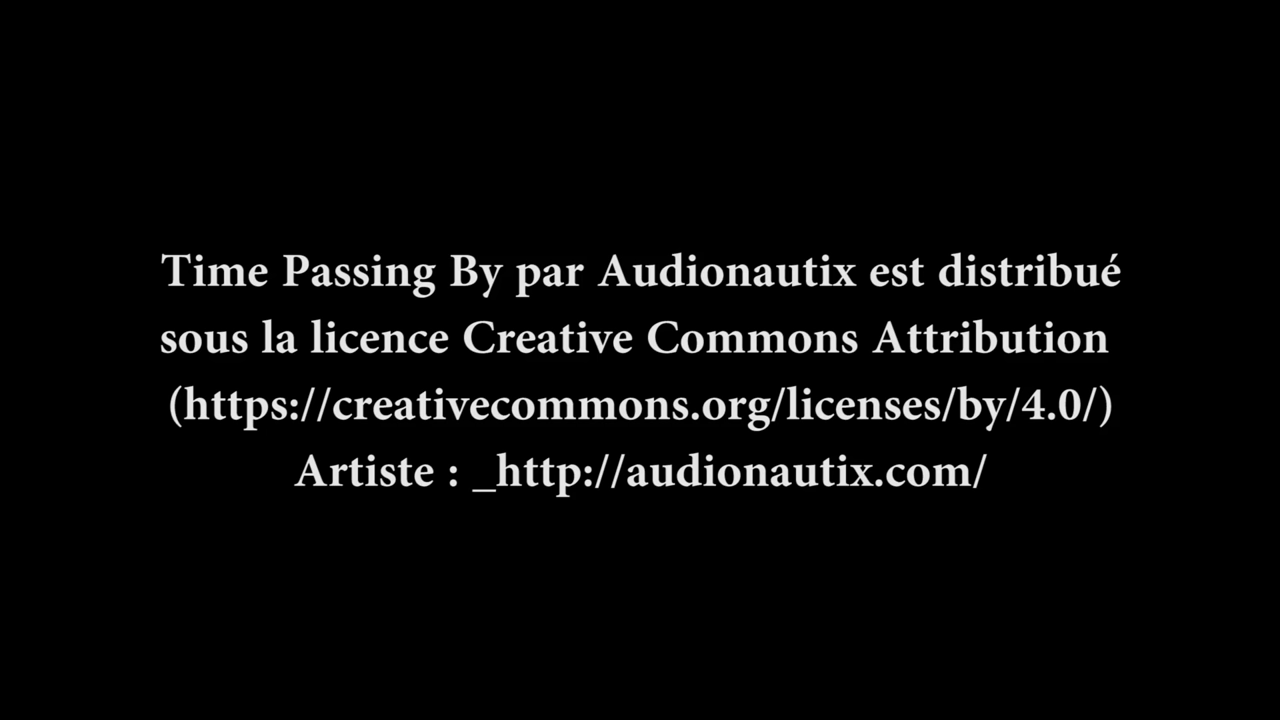 Time Passing By par Audionautix est distribué
sous la licence Creative Commons Attribution
(https://creativecommons.org/licenses/by/4.0/)
Artiste : _http://audionautix.com/